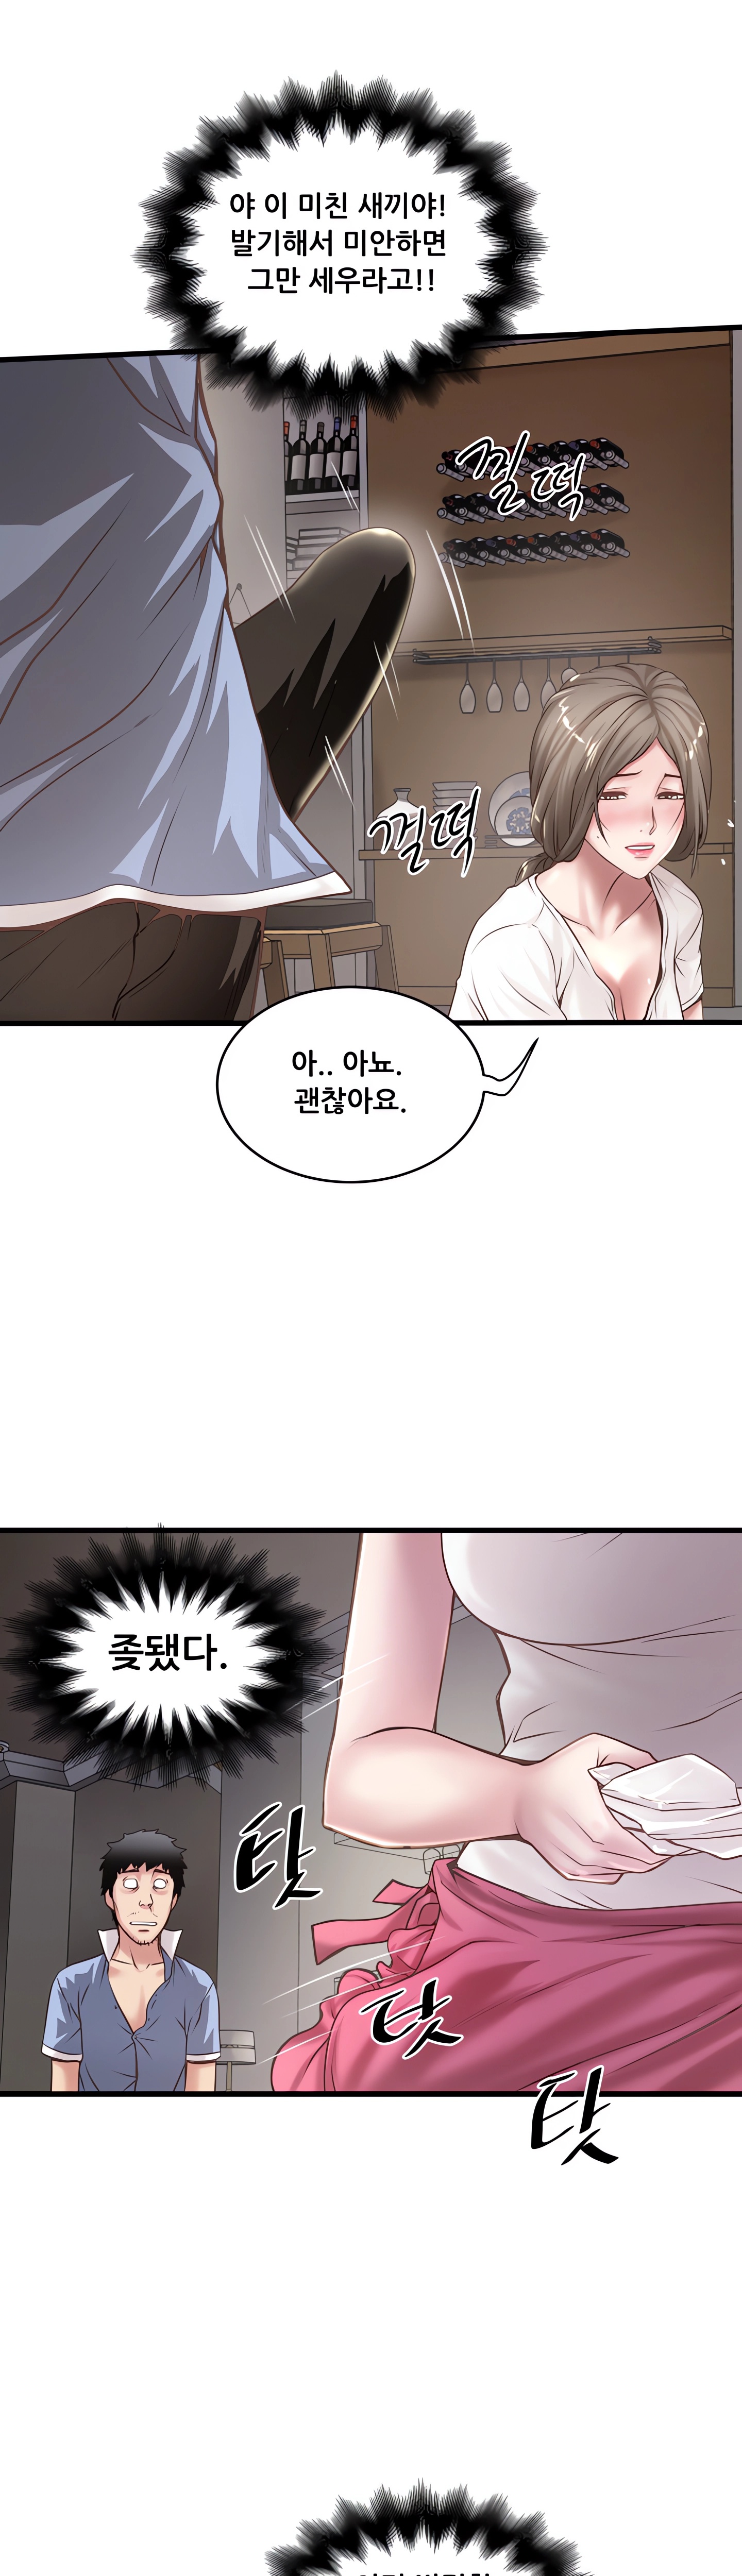 야 이 미친 새끼야!
발기해서 미안하면
그만 세우라고!!
껄떡
껄떡
아.. 아뇨.
괜찮아요.
좆됐다.
탓
탓
탓